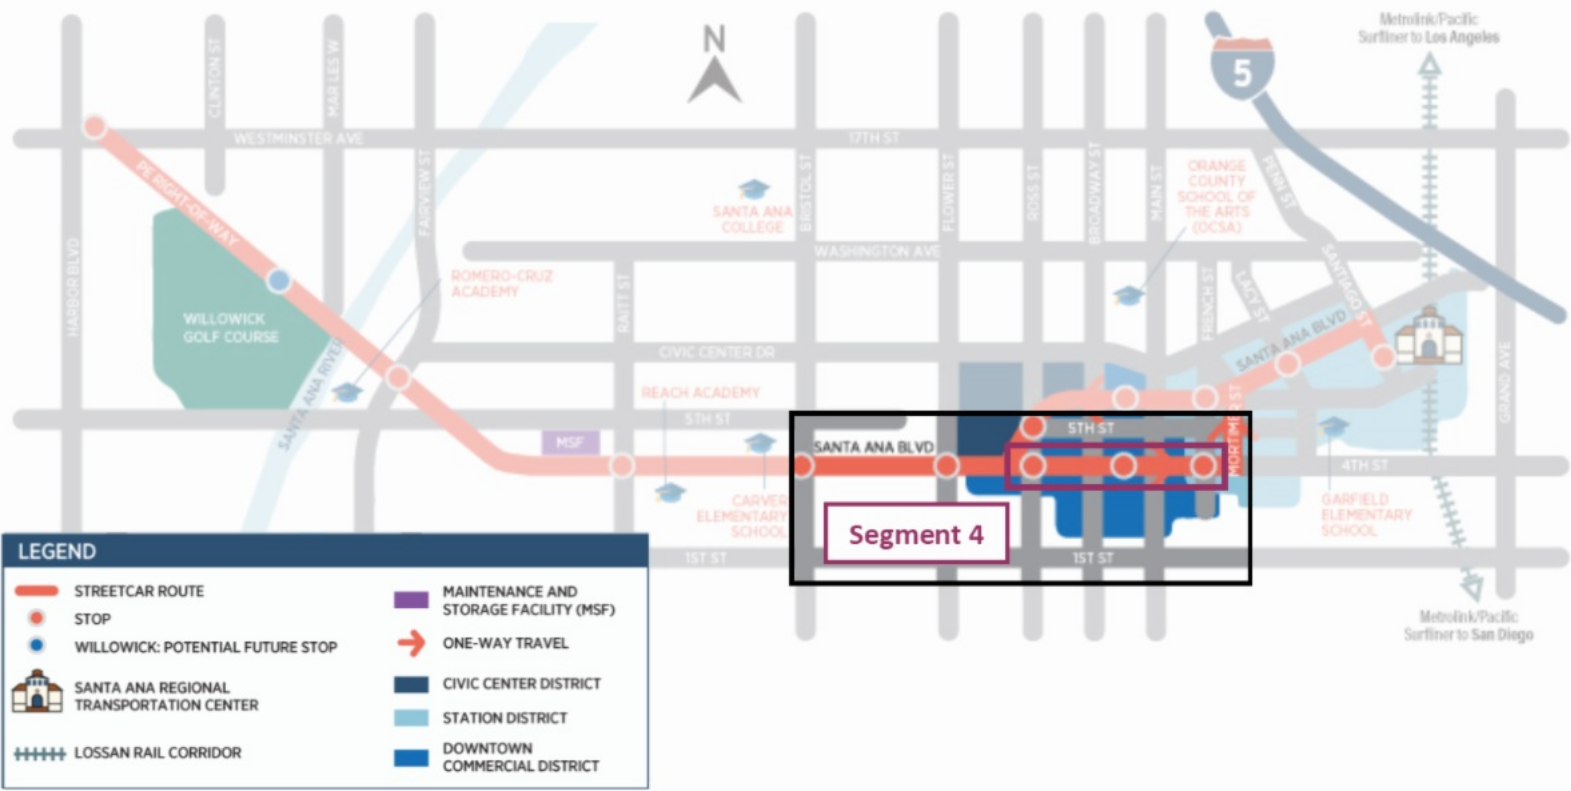 Metrolink/Pacific
Surfliner to Los Angeles
N
5
CLINTON ST
MAR LES W
WESTMINSTER AVE
17TH ST
PE RIGHT-OF-WAY
FAIRVIEW ST
SANTA ANA
COLLEGE
BRISTOL ST
FLOWER ST
ROSS ST
BROADWAY ST
MAIN ST
ORANGE
COUNTY
SCHOOL OF
THE ARTS
(OCSA)
PENN ST
WASHINGTON AVE
HARBOR BLVD
ROMERO-CRUZ
ACADEMY
RAITT ST
FRENCH ST
LACY ST
SANTIAGO ST
WILLOWICK
GOLF COURSE
SANTA ANA RIVER
CIVIC CENTER DR
SANTA ANA BLVD
GRAND AVE
REACH ACADEMY
5TH ST
5TH ST
MORTIMER ST
MSF
SANTA ANA BLVD
4TH ST
CARVER
ELEMENTARY
SCHOOL
GARFIELD
ELEMENTARY
SCHOOL
Segment 4
1ST ST
1ST ST
Metrolink/Pacific
Surfliner to San Diego
LEGEND
STREETCAR ROUTE
STOP
WILLOWICK: POTENTIAL FUTURE STOP
SANTA ANA REGIONAL
TRANSPORTATION CENTER
LOSSAN RAIL CORRIDOR
MAINTENANCE AND
STORAGE FACILITY (MSF)
ONE-WAY TRAVEL
CIVIC CENTER DISTRICT
STATION DISTRICT
DOWNTOWN
COMMERCIAL DISTRICT